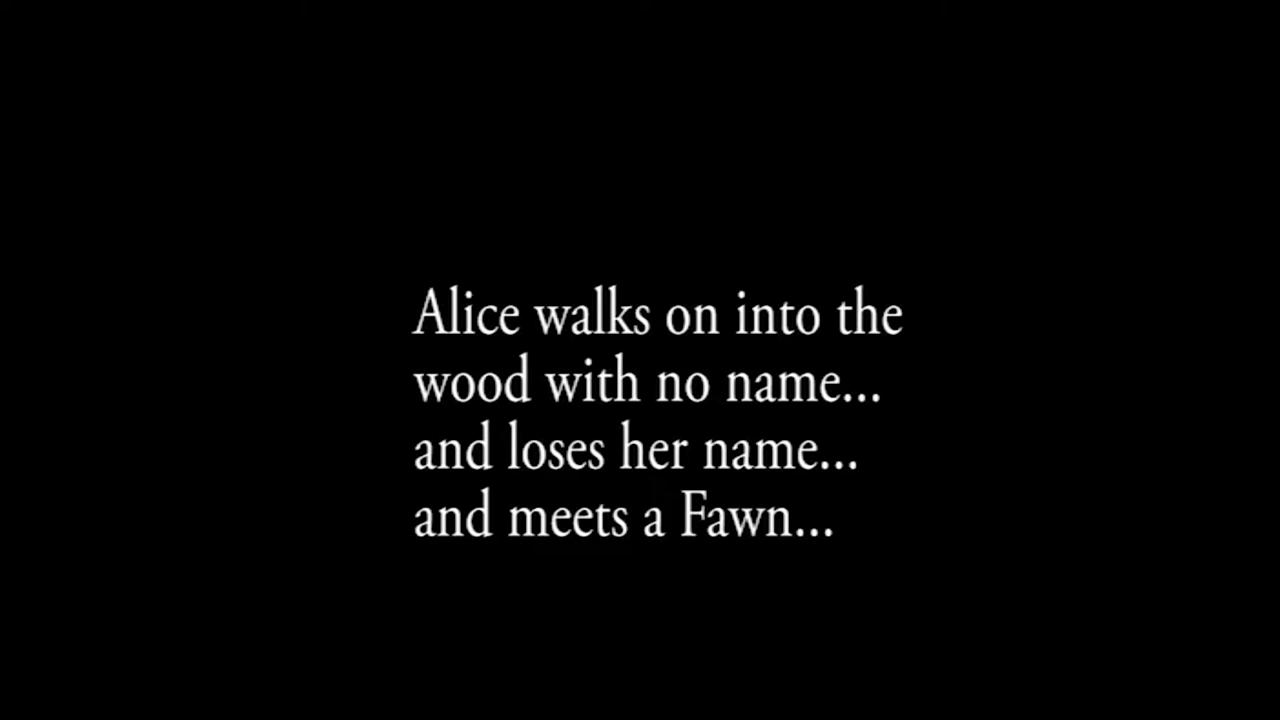 Alice walks on into the
wood with no name...
and loses her name...
and meets a Fawn...